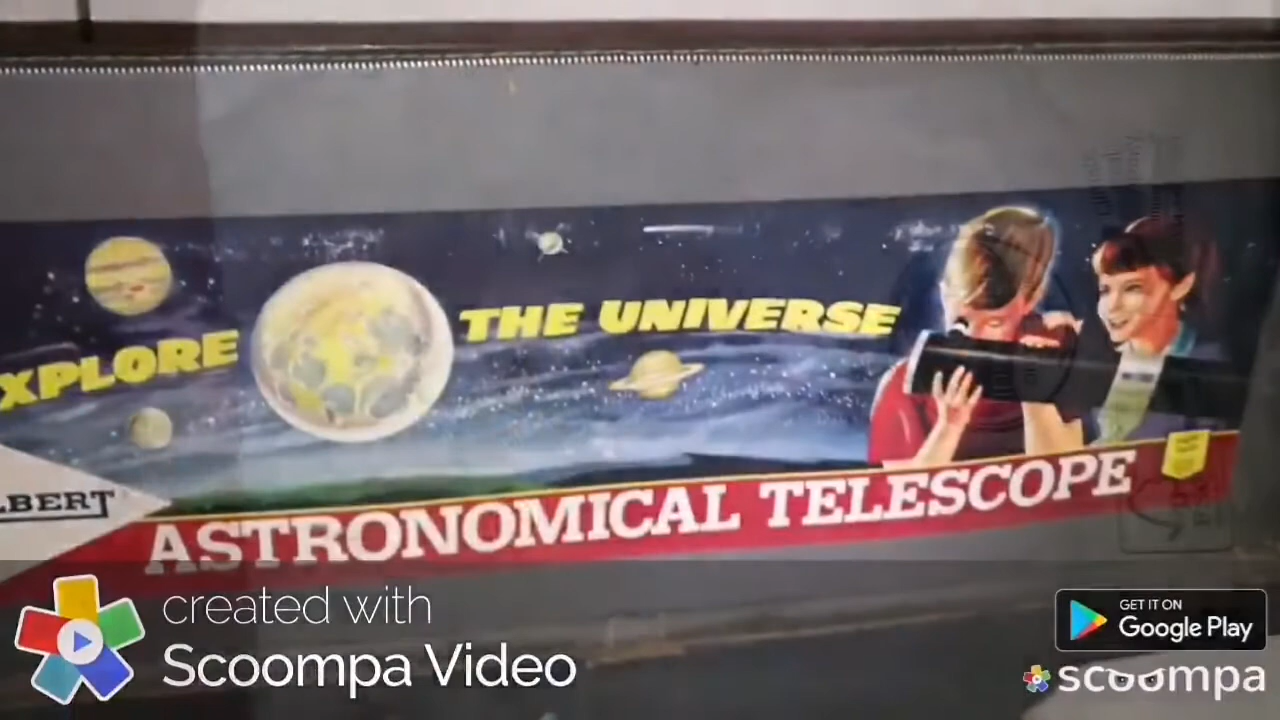 XPLORE
THE UNIVERSE
LBERT
ASTRONOMICAL TELESCOPE
created with
Scoompa Video
GET IT ON
Google Play
scoompa